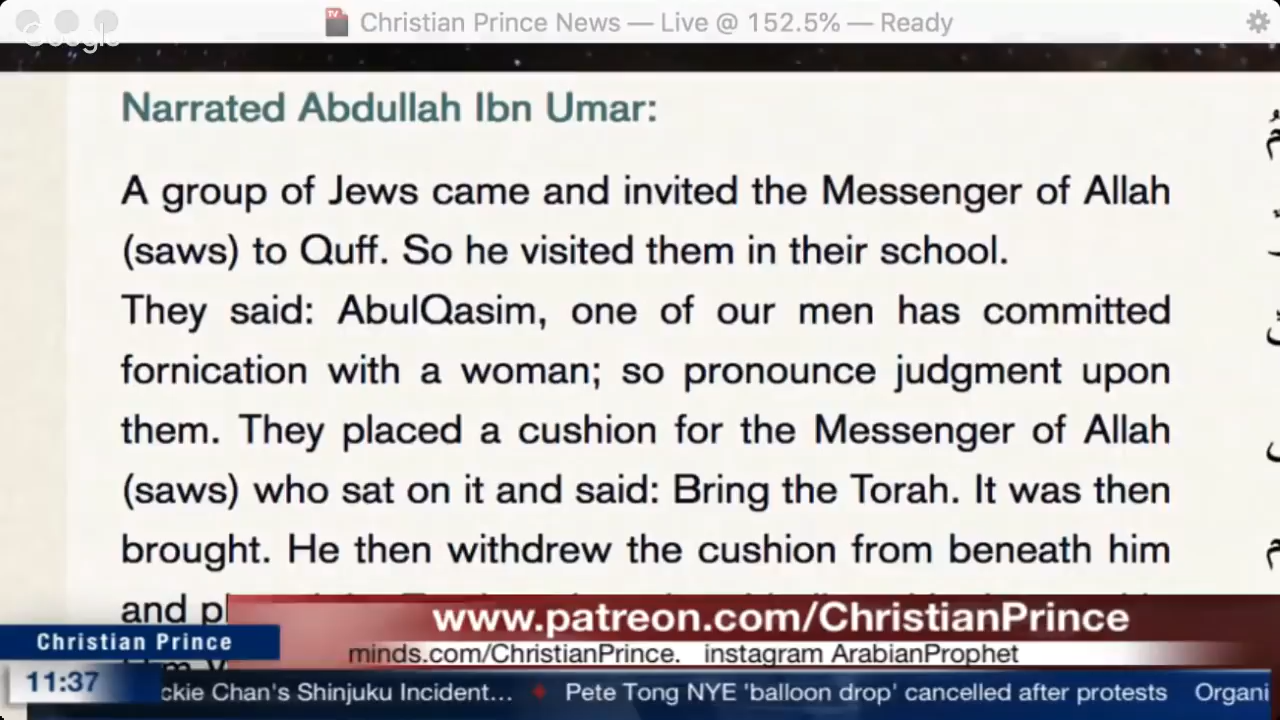 Christian Prince News — Live @ 152.5% — Ready
Google
Narrated Abdullah Ibn Umar:
A group of Jews came and invited the Messenger of Allah
(saws) to Quff. So he visited them in their school.
They said: AbulQasim, one of our men has committed
fornication with a woman; so pronounce judgment upon
them. They placed a cushion for the Messenger of Allah
(saws) who sat on it and said: Bring the Torah. It was then
brought. He then withdrew the cushion from beneath him
and
www.patreon.com/ChristianPrince
Christian Prince
minds.com/ChristianPrince. instagram ArabianProphet
11:37
ckie Chan's Shinjuku Incident... Pete Tong NYE 'balloon drop' cancelled after protests Organi